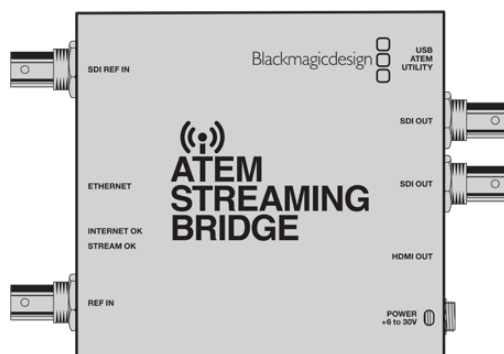 Blackmagicdesign
USB
ATEM
UTILITY
SDI REF IN
SDI OUT
ATEM
STREAMING
BRIDGE
ETHERNET
SDI OUT
INTERNET OK
STREAM OK
HDMI OUT
REF IN
POWER
+6 to 30V